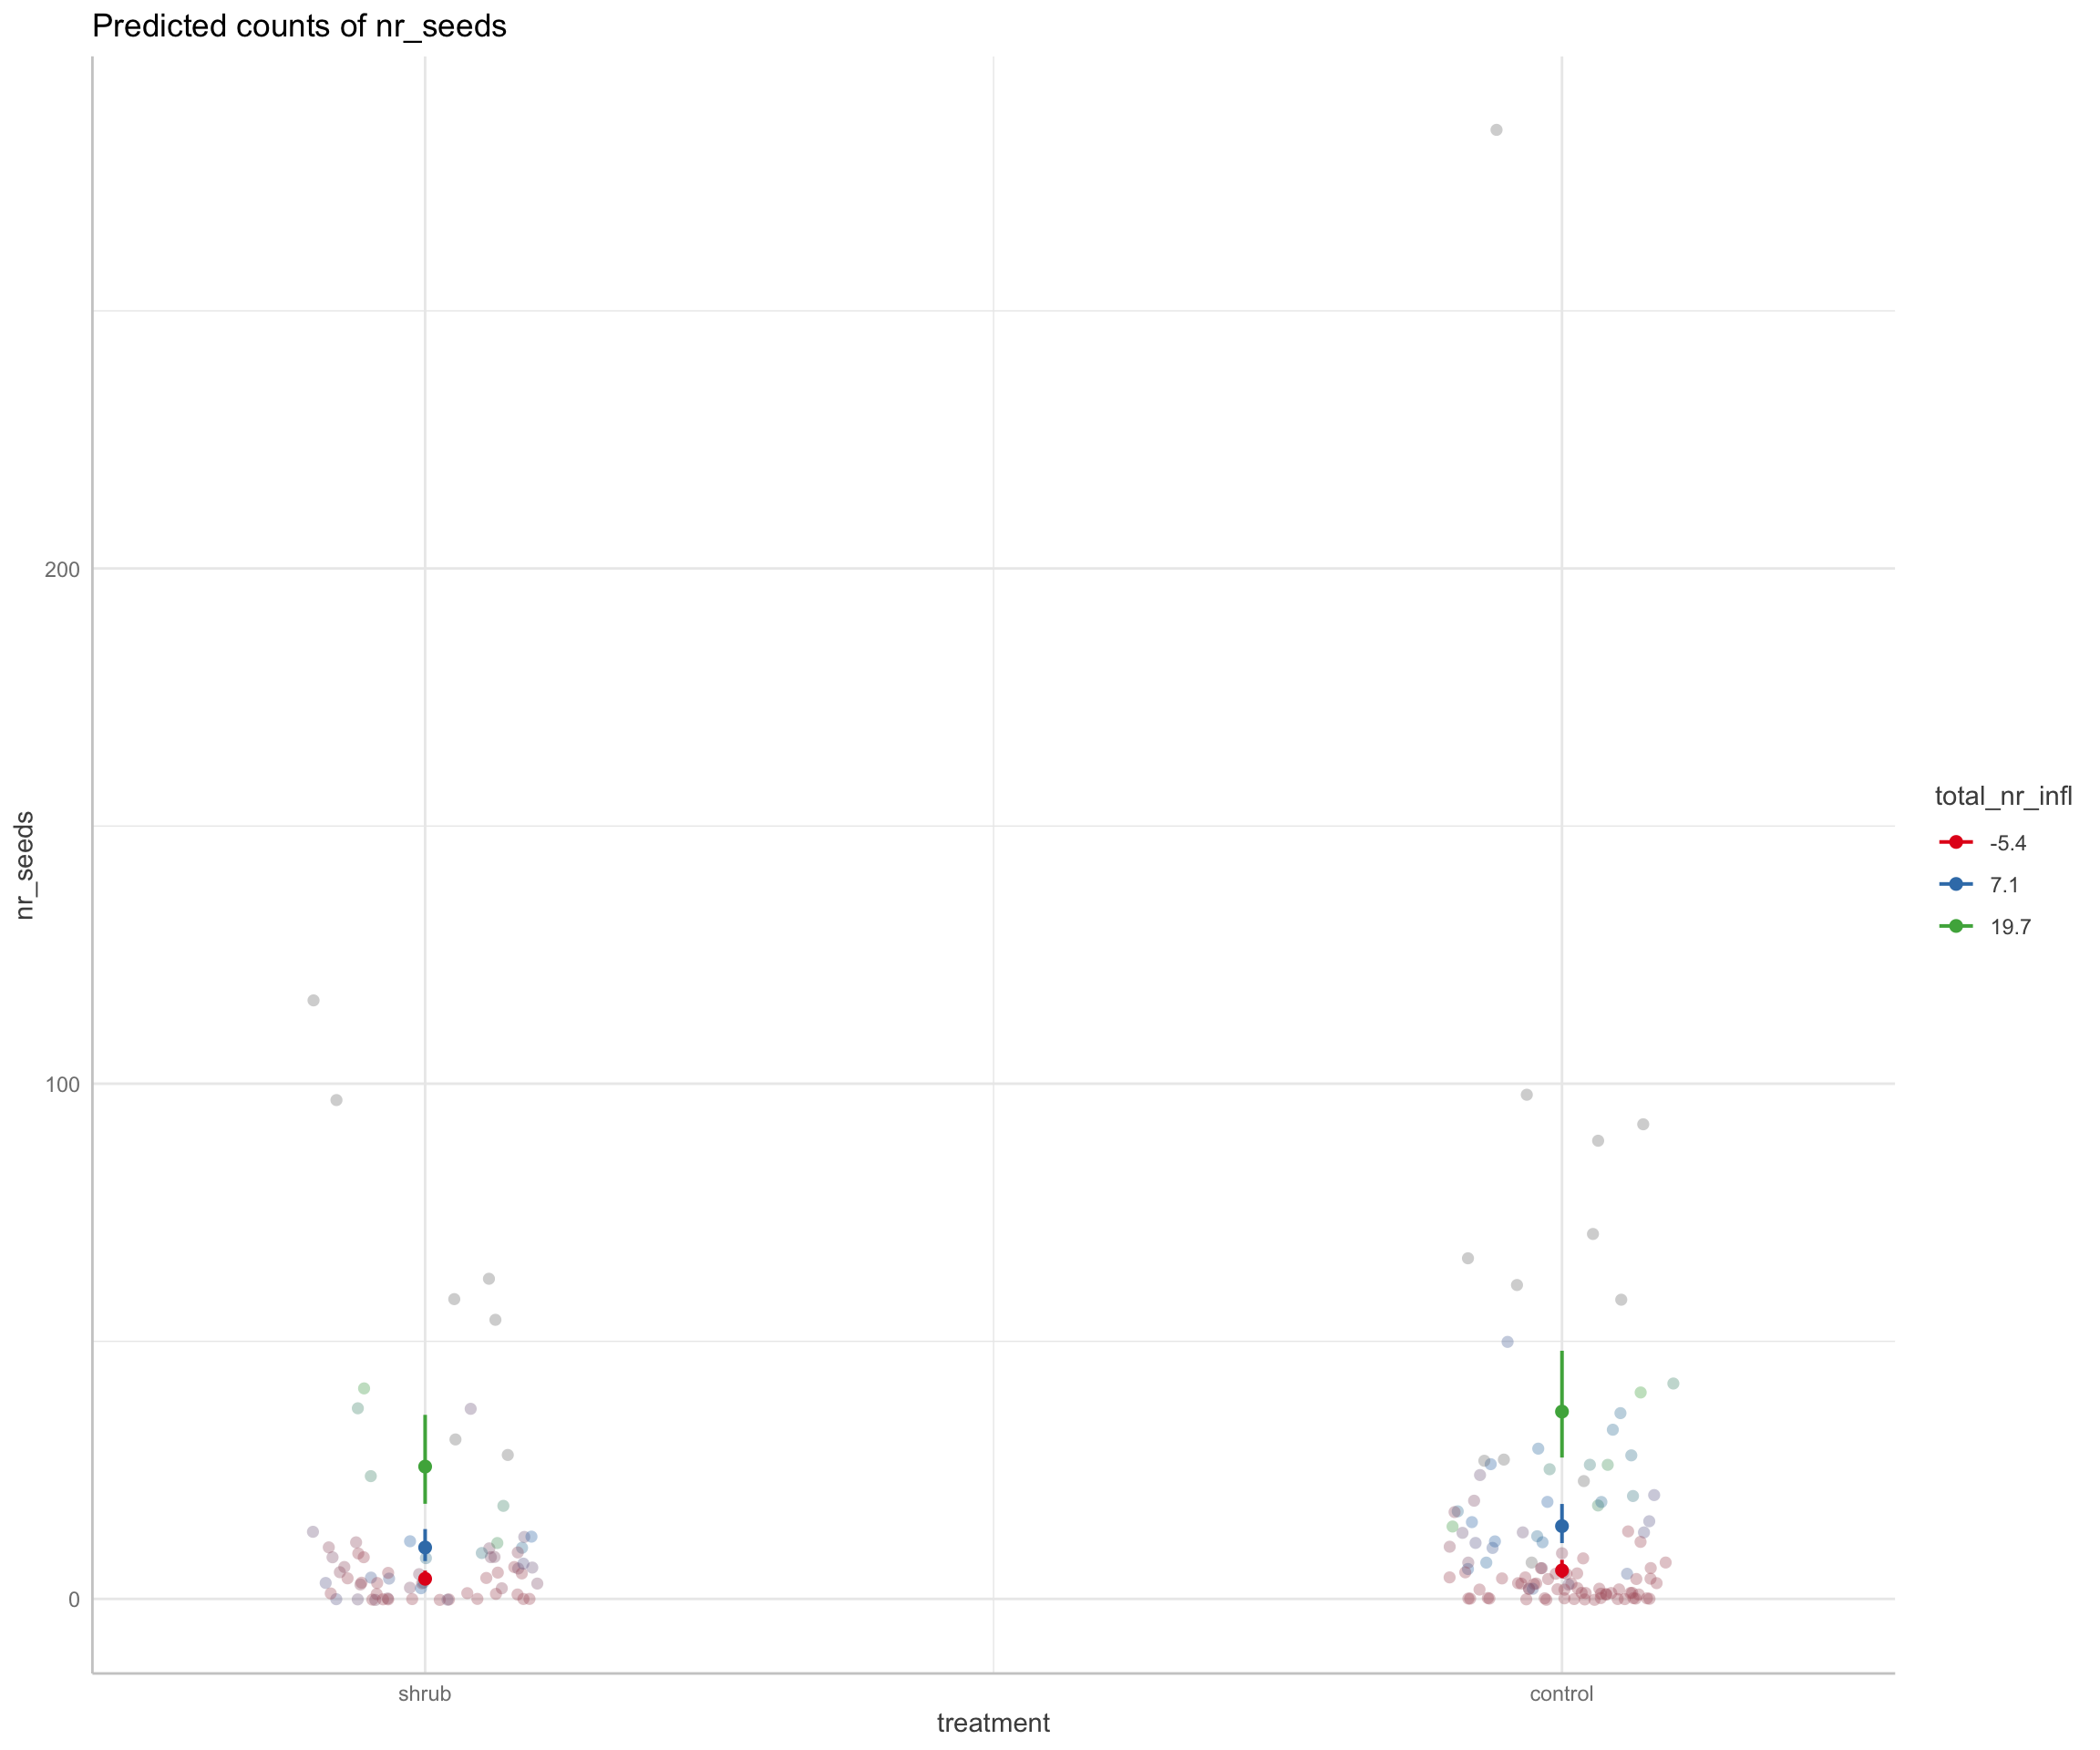 Predicted counts of nr_seeds
200
100
0
nr_seeds
shrub
control
treatment
total_nr_infl
-5.4
7.1
19.7